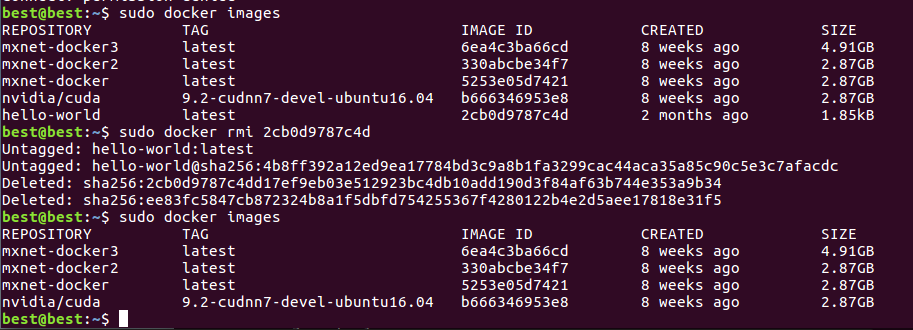 best@best:~$ sudo docker images
REPOSITORY TAG IMAGE ID CREATED SIZE
mxnet-docker3 latest 6ea4c3ba66cd 8 weeks ago 4.91GB
mxnet-docker2 latest 330abcbe34f7 8 weeks ago 2.87GB
mxnet-docker latest 5253e05d7421 8 weeks ago 2.87GB
nvidia/cuda 9.2-cudnn7-devel-ubuntu16.04 b666346953e8 8 weeks ago 2.87GB
hello-world latest 2cb0d9787c4d 2 months ago 1.85kB
best@best:~$ sudo docker rmi 2cb0d9787c4d
Untagged: hello-world:latest
Untagged: hello-world@sha256:4b8ff392a12ed9ea17784bd3c9a8b1fa3299cac44aca35a85c90c5e3c7afacdc
Deleted: sha256:2cb0d9787c4dd17ef9eb03e512923bc4db10add190d3f84af63b744e353a9b34
Deleted: sha256:ee83fc5847cb872324b8a1f5dbfd754255367f4280122b4e2d5aee17818e31f5
best@best:~$ sudo docker images
REPOSITORY TAG IMAGE ID CREATED SIZE
mxnet-docker3 latest 6ea4c3ba66cd 8 weeks ago 4.91GB
mxnet-docker2 latest 330abcbe34f7 8 weeks ago 2.87GB
mxnet-docker latest 5253e05d7421 8 weeks ago 2.87GB
nvidia/cuda 9.2-cudnn7-devel-ubuntu16.04 b666346953e8 8 weeks ago 2.87GB
best@best:~$